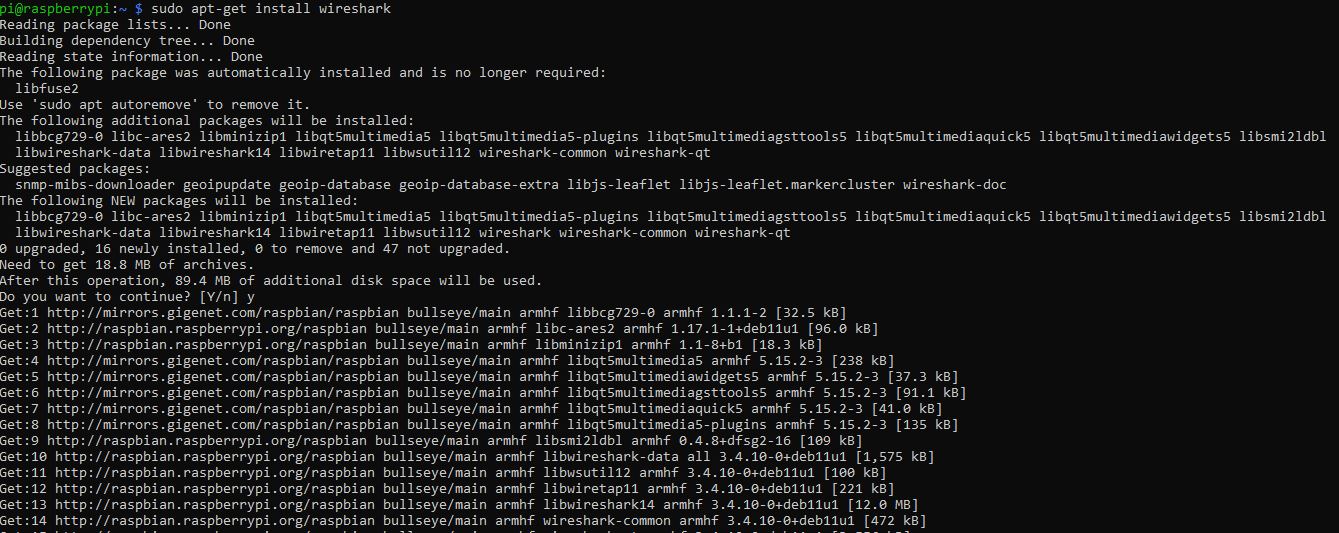 pi@raspberrypi:~ $ sudo apt-get install wireshark
Reading package lists... Done
Building dependency tree... Done
Reading state information... Done
The following package was automatically installed and is no longer required:
  libfuse2
Use 'sudo apt autoremove' to remove it.
The following additional packages will be installed:
  libbcg729-0 libc-ares2 libminizip1 libqt5multimedia5 libqt5multimedia5-plugins libqt5multimediagsttools5 libqt5multimediaquick5 libqt5multimediawidgets5 libsmi2ldbl
  libwireshark-data libwireshark14 libwiretap11 libwsutil12 wireshark-common wireshark-qt
Suggested packages:
  snmp-mibs-downloader geoipupdate geoip-database geoip-database-extra libjs-leaflet libjs-leaflet.markercluster wireshark-doc
The following NEW packages will be installed:
  libbcg729-0 libc-ares2 libminizip1 libqt5multimedia5 libqt5multimedia5-plugins libqt5multimediagsttools5 libqt5multimediaquick5 libqt5multimediawidgets5 libsmi2ldbl
  libwireshark-data libwireshark14 libwiretap11 libwsutil12 wireshark wireshark-common wireshark-qt
0 upgraded, 16 newly installed, 0 to remove and 47 not upgraded.
Need to get 18.8 MB of archives.
After this operation, 89.4 MB of additional disk space will be used.
Do you want to continue? [Y/n] y
Get:1 http://mirrors.gigenet.com/raspbian/raspbian bullseye/main armhf libbcg729-0 armhf 1.1.1-2 [32.5 kB]
Get:2 http://raspbian.raspberrypi.org/raspbian bullseye/main armhf libc-ares2 armhf 1.17.1-1+deb11u1 [96.0 kB]
Get:3 http://raspbian.raspberrypi.org/raspbian bullseye/main armhf libminizip1 armhf 1.1-8+b1 [18.3 kB]
Get:4 http://mirrors.gigenet.com/raspbian/raspbian bullseye/main armhf libqt5multimedia5 armhf 5.15.2-3 [238 kB]
Get:5 http://mirrors.gigenet.com/raspbian/raspbian bullseye/main armhf libqt5multimediawidgets5 armhf 5.15.2-3 [37.3 kB]
Get:6 http://mirrors.gigenet.com/raspbian/raspbian bullseye/main armhf libqt5multimediagsttools5 armhf 5.15.2-3 [91.1 kB]
Get:7 http://mirrors.gigenet.com/raspbian/raspbian bullseye/main armhf libqt5multimediaquick5 armhf 5.15.2-3 [41.0 kB]
Get:8 http://mirrors.gigenet.com/raspbian/raspbian bullseye/main armhf libqt5multimedia5-plugins armhf 5.15.2-3 [135 kB]
Get:9 http://raspbian.raspberrypi.org/raspbian bullseye/main armhf libsmi2ldbl armhf 0.4.8+dfsg2-16 [109 kB]
Get:10 http://raspbian.raspberrypi.org/raspbian bullseye/main armhf libwireshark-data all 3.4.10-0+deb11u1 [1,575 kB]
Get:11 http://raspbian.raspberrypi.org/raspbian bullseye/main armhf libwsutil12 armhf 3.4.10-0+deb11u1 [100 kB]
Get:12 http://raspbian.raspberrypi.org/raspbian bullseye/main armhf libwiretap11 armhf 3.4.10-0+deb11u1 [221 kB]
Get:13 http://raspbian.raspberrypi.org/raspbian bullseye/main armhf libwireshark14 armhf 3.4.10-0+deb11u1 [12.0 MB]
Get:14 http://raspbian.raspberrypi.org/raspbian bullseye/main armhf wireshark-common armhf 3.4.10-0+deb11u1 [472 kB]